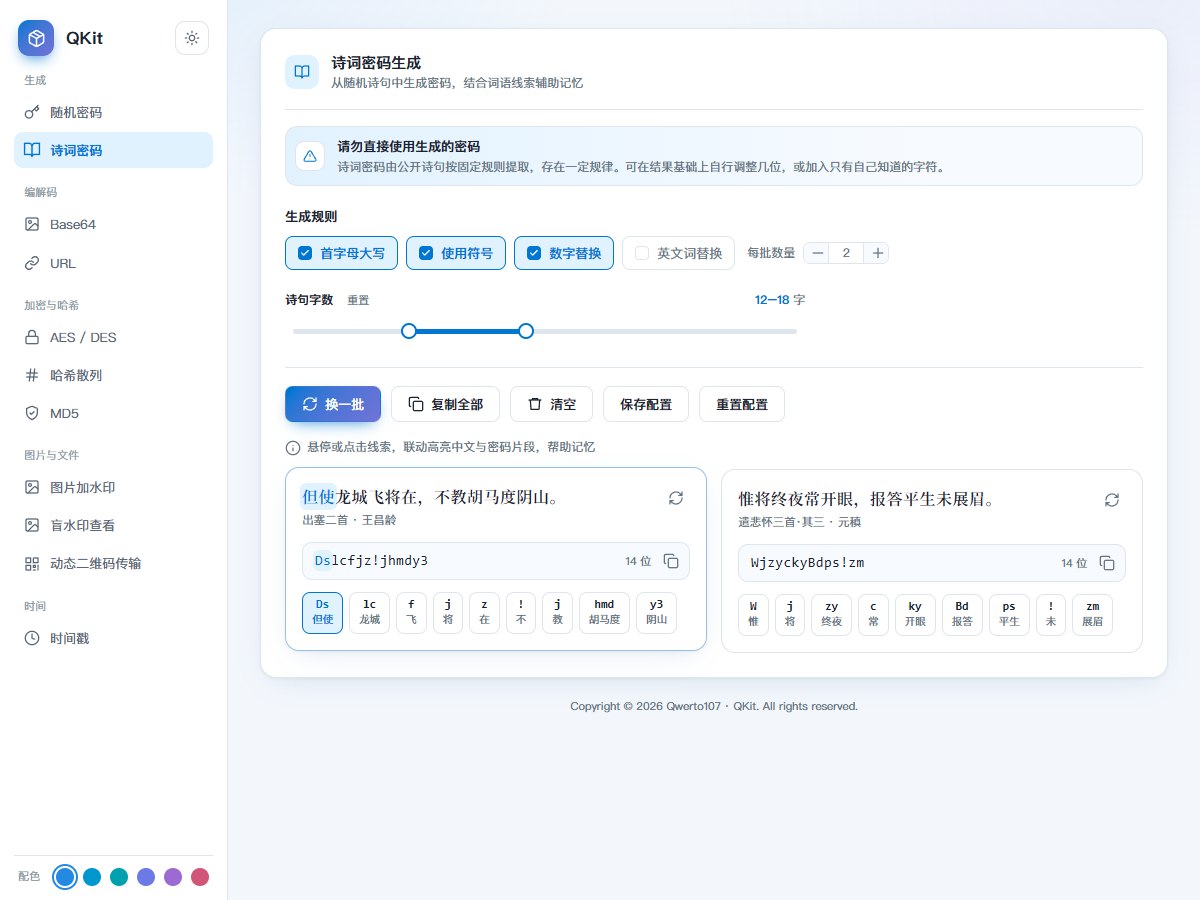 QKit
生成
随机密码
诗词密码
编解码
Base64
URL
加密与哈希
AES / DES
哈希散列
MD5
图片与文件
图片加水印
盲水印查看
动态二维码传输
时间
时间戳
配色
诗词密码生成
从随机诗句中生成密码，结合词语线索辅助记忆
请勿直接使用生成的密码
诗词密码由公开诗句按固定规则提取，存在一定规律。可在结果基础上自行调整几位，或加入只有自己知道的字符。
生成规则
首字母大写 使用符号 数字替换 英文词替换 每批数量 2
诗句字数 重置 12—18 字
换一批 复制全部 清空 保存配置 重置配置
悬停或点击线索，联动高亮中文与密码片段，帮助记忆
但使龙城飞将在，不教胡马度阴山。
出塞二首 · 王昌龄
Dslcfjz!jhmdy3 14 位
Ds lc f j z ! j hmd y3
但使 龙城 飞 将 在 不 教 胡马度 阴山
惟将终夜常开眼，报答平生未展眉。
遣悲怀三首·其三 · 元稹
WjzyckyBdps!zm 14 位
W j zy c ky Bd ps ! zm
惟 将 终夜 常 开眼 报答 平生 未 展眉
Copyright © 2026 Qwerto107 · QKit. All rights reserved.